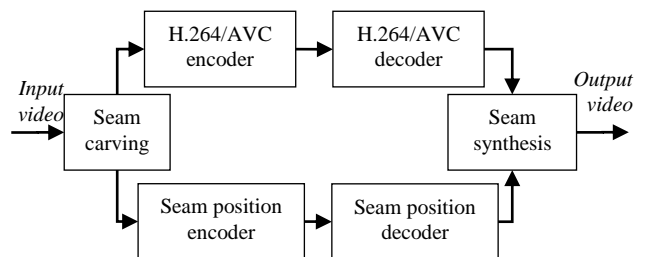 H.264/AVC
encoder
H.264/AVC
decoder
Input
video
Seam
carving
Seam
synthesis
Output
video
Seam position
encoder
Seam position
decoder